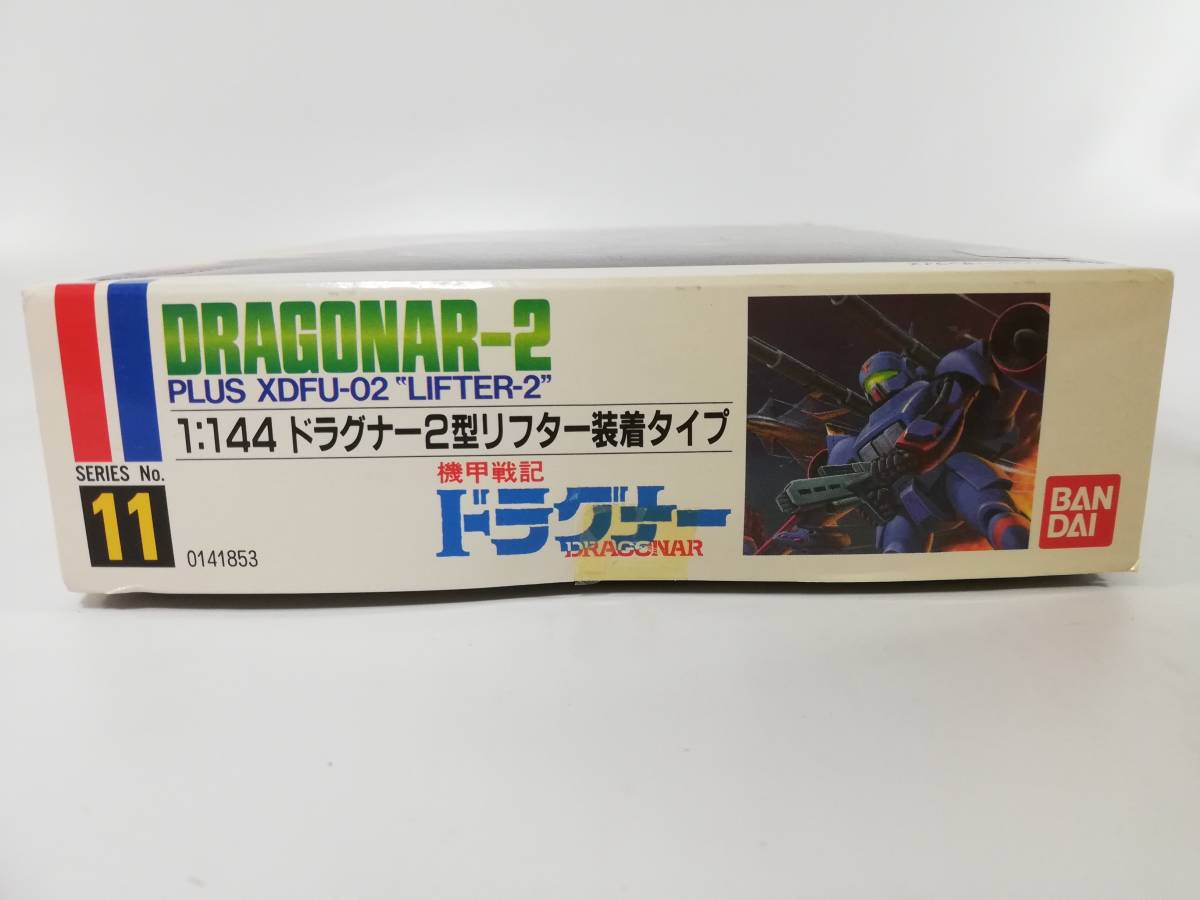 DRAGONAR-2
PLUS XDFU-02 "LIFTER-2"
1:144 ドラグナー2型リフター装着タイプ
機甲戦記
ドラグナー
DRAGONAR
SERIES No.
11
0141853
BAN
DAI